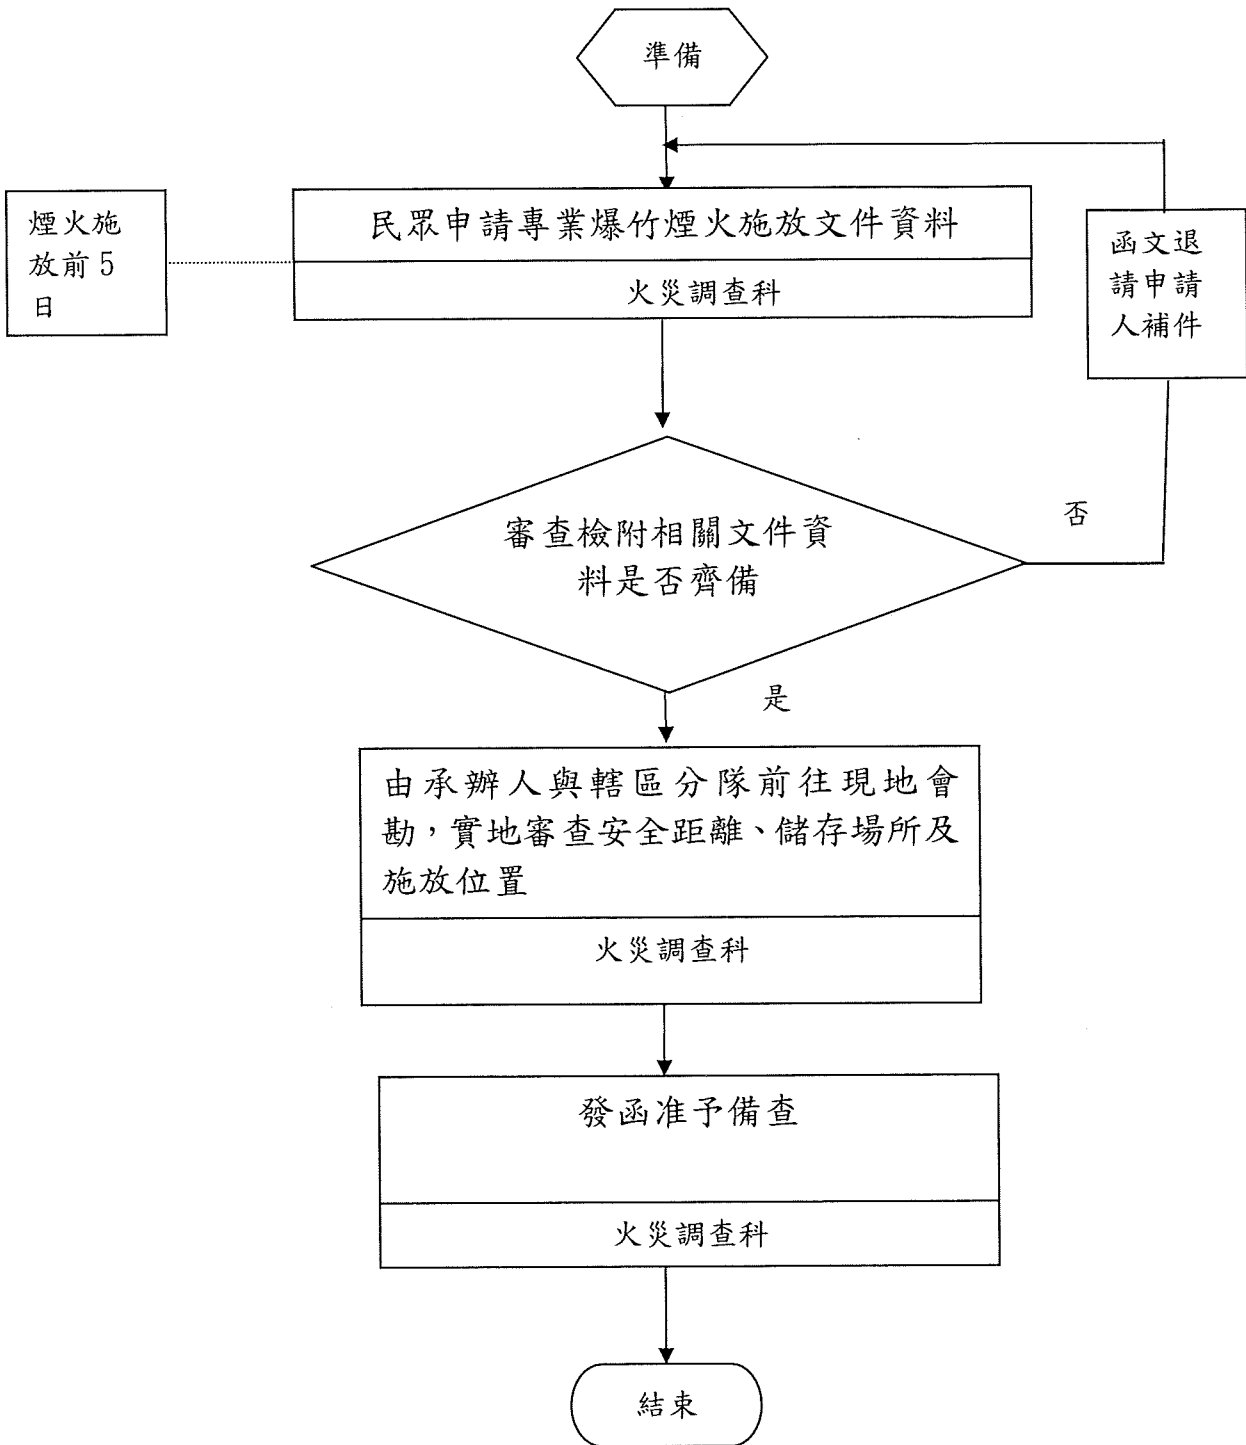 準備
民眾申請專業爆竹煙火施放文件資料
火災調查科
煙火施
放前5
日
函文退
請申請
人補件
審查檢附相關文件資
料是否齊備
否
是
由承辦人與轄區分隊前往現地會
勘，實地審查安全距離、儲存場所及
施放位置
火災調查科
發函准予備查
火災調查科
結束